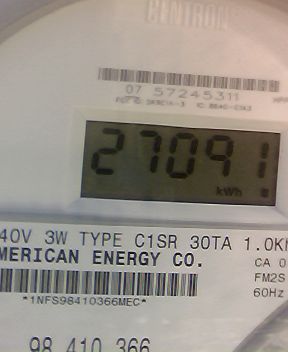 CENTRON
07 57245311
27091
kWh
40V 3W TYPE C1SR 30TA 1.0Kh
MERICAN ENERGY CO.
CA 0
FM2S
60Hz
*1NFS98410366MEC*
98 410 366